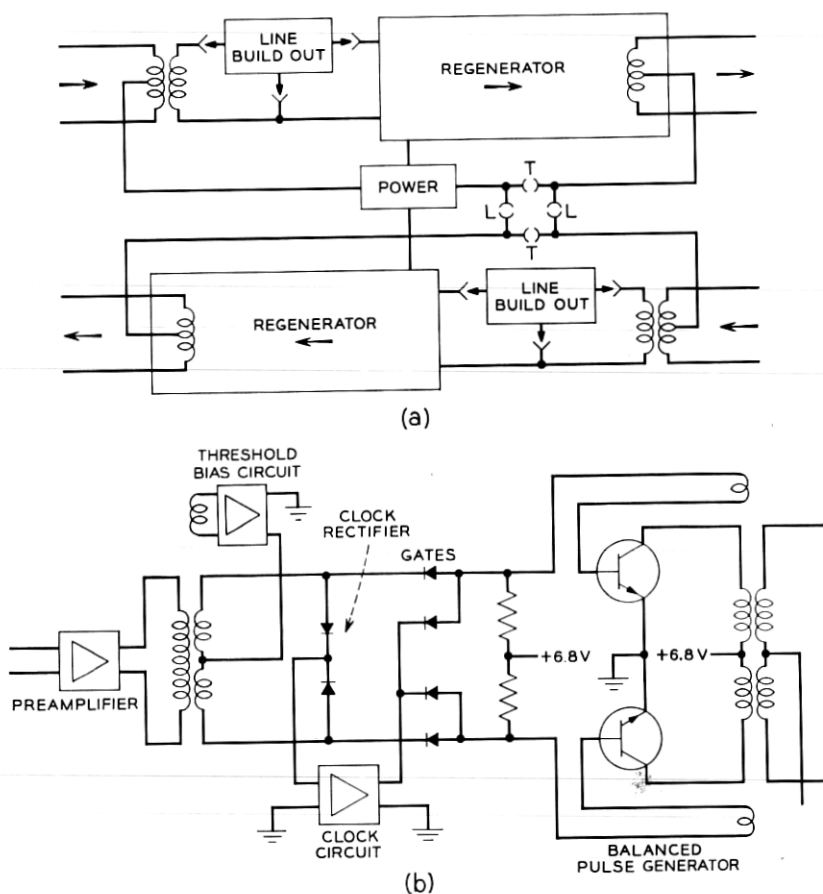 LINE
BUILD OUT
REGENERATOR
POWER
T
L
L
T
REGENERATOR
LINE
BUILD OUT
(a)
THRESHOLD
BIAS CIRCUIT
CLOCK
RECTIFIER
GATES
+6.8V
+6.8V
PREAMPLIFIER
CLOCK
CIRCUIT
BALANCED
PULSE GENERATOR
(b)